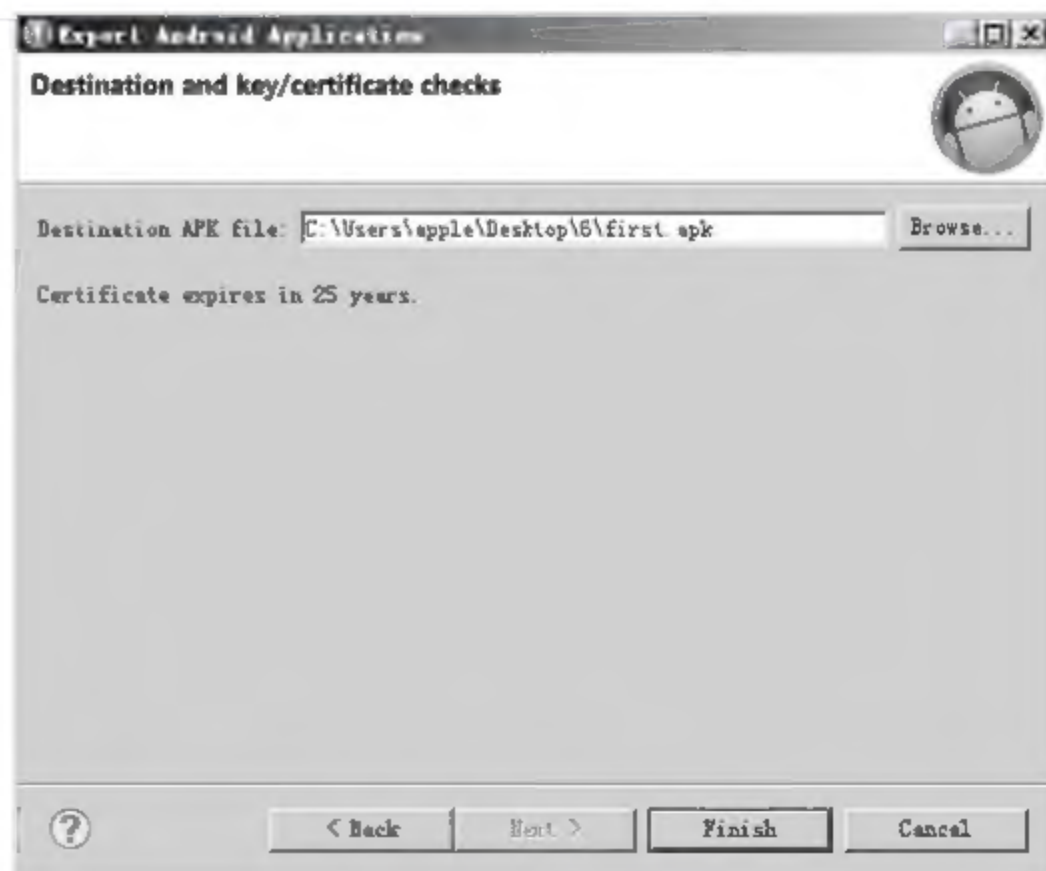 Export Android Application
Destination and key/certificate checks
Destination APK file: C:\Users\apple\Desktop\6\first.apk Browse...
Certificate expires in 25 years.
? < Back Next > Finish Cancel